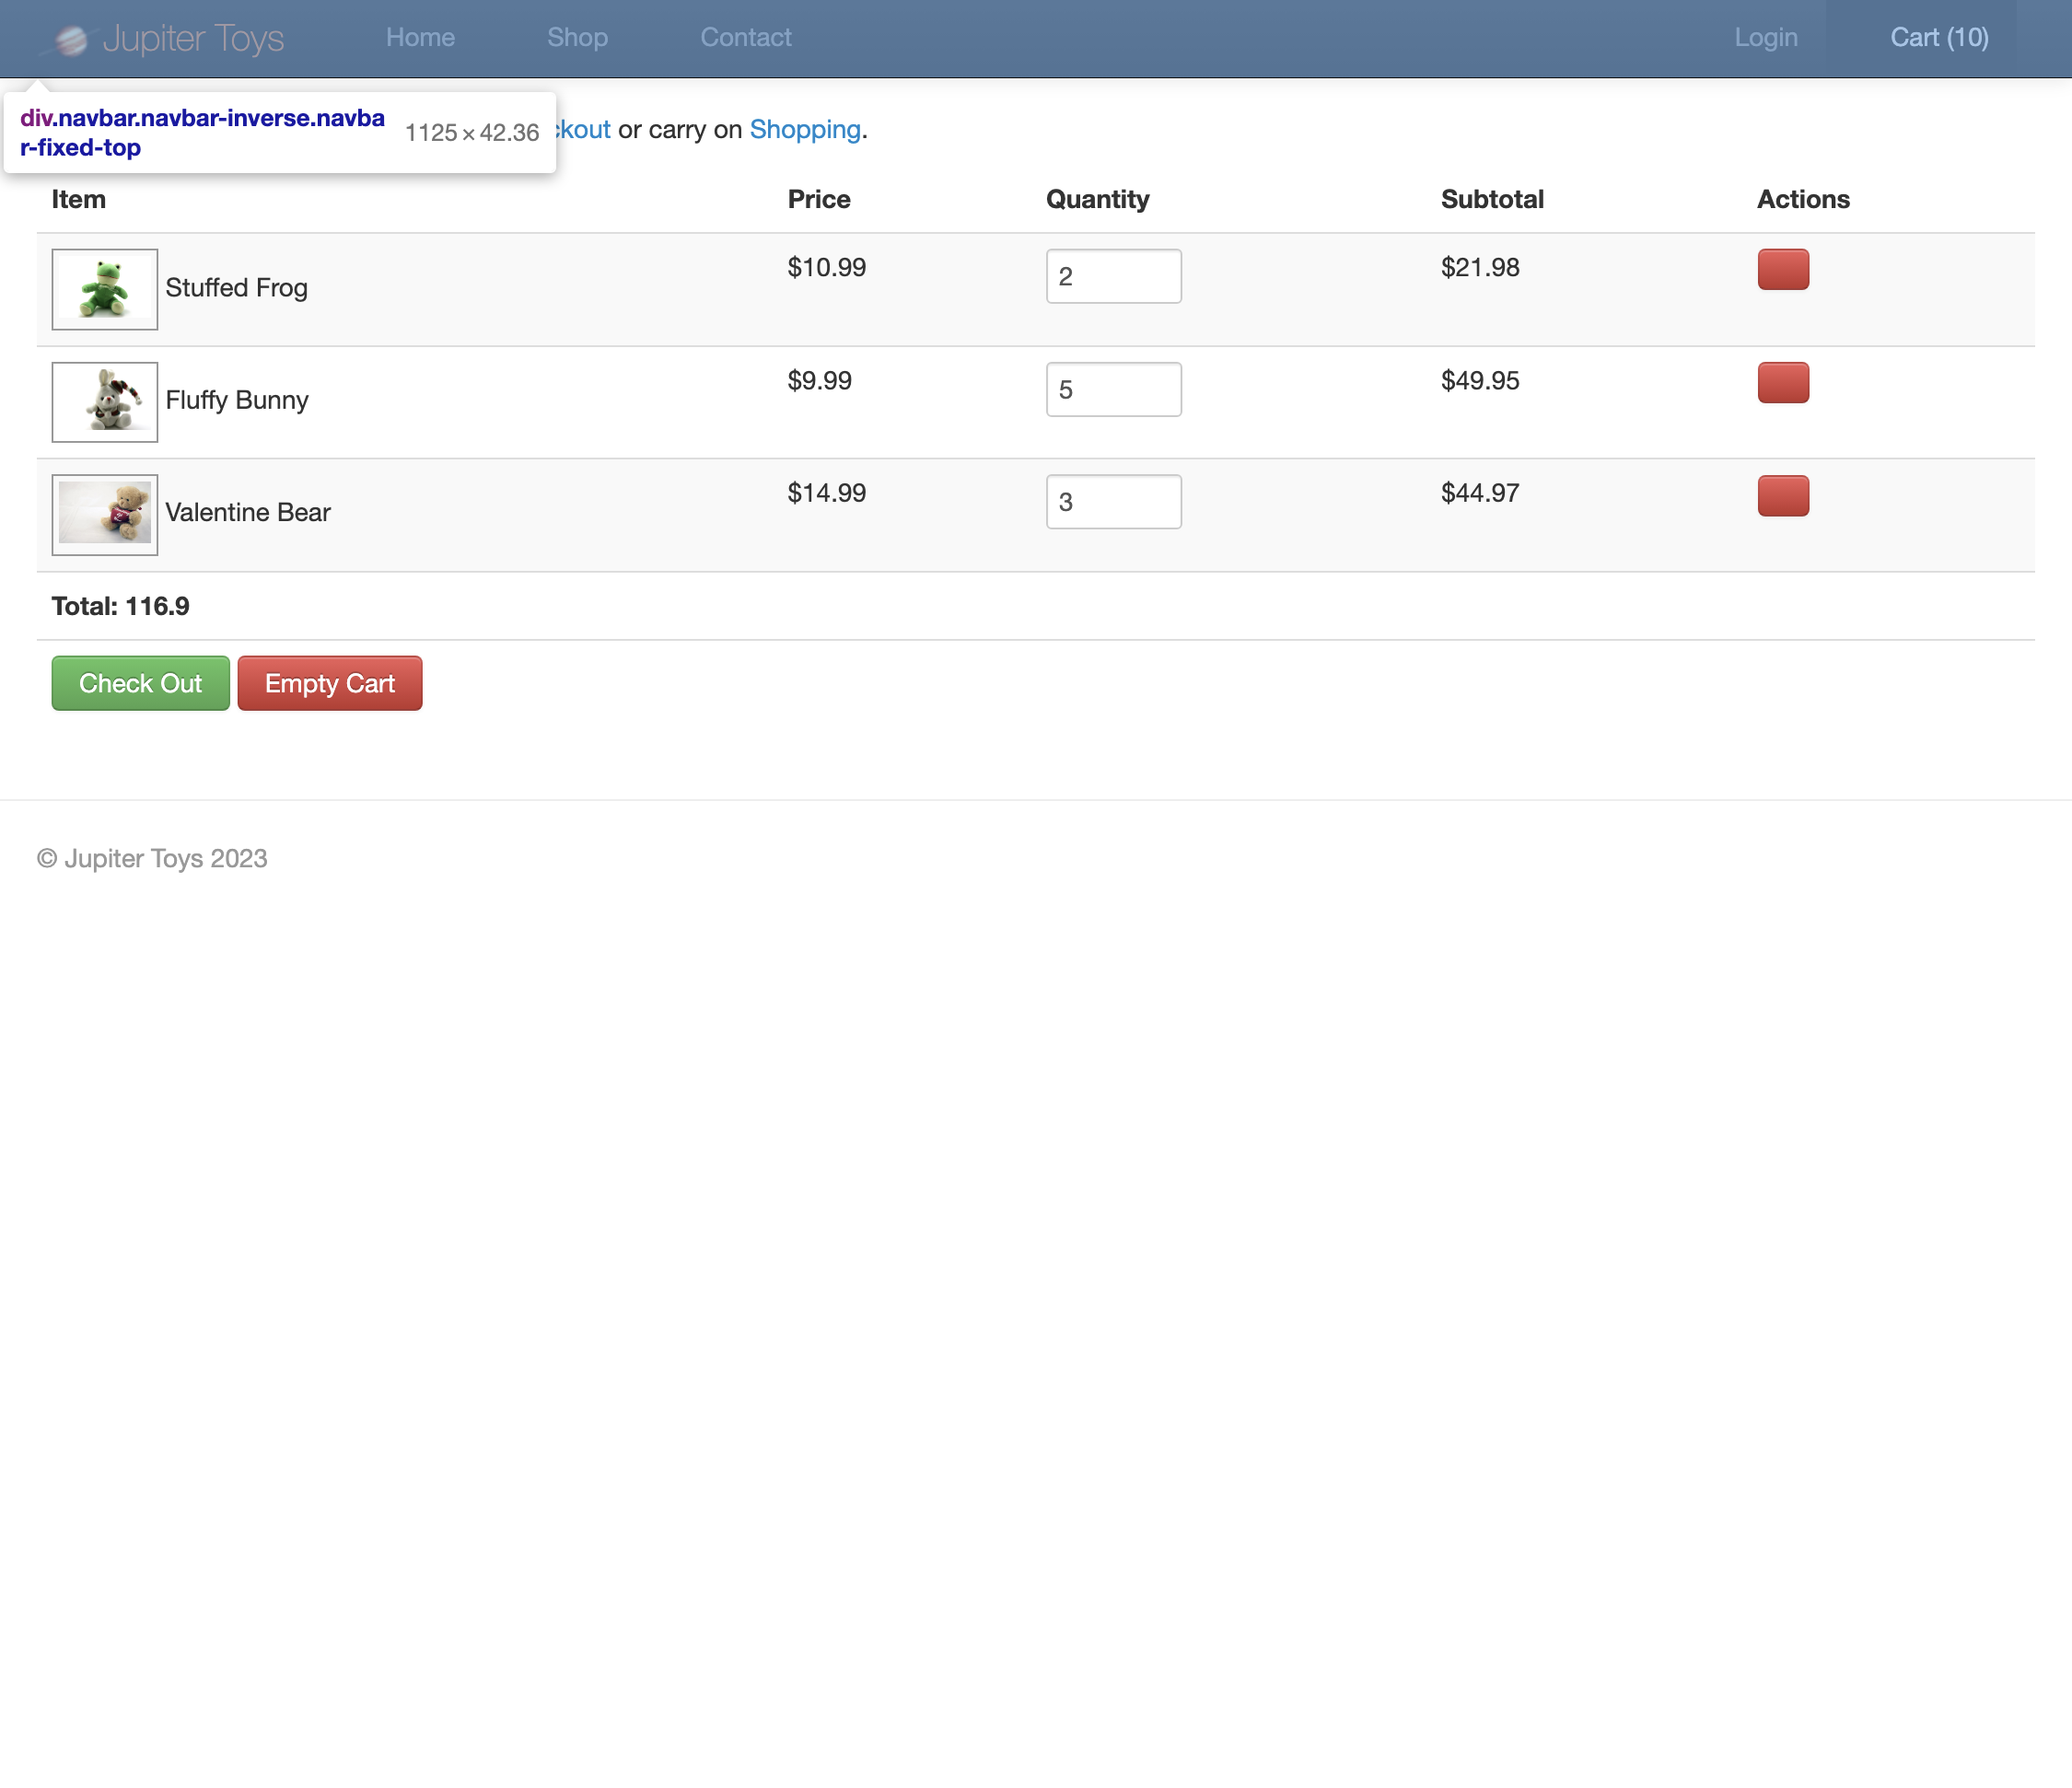 Jupiter Toys Home Shop Contact Login Cart (10)
div.navbar.navbar-inverse.navba
r-fixed-top 1125 × 42.36
or carry on Shopping.
Item Price Quantity Subtotal Actions
Stuffed Frog $10.99 2 $21.98
Fluffy Bunny $9.99 5 $49.95
Valentine Bear $14.99 3 $44.97
Total: 116.9
Check Out Empty Cart
© Jupiter Toys 2023